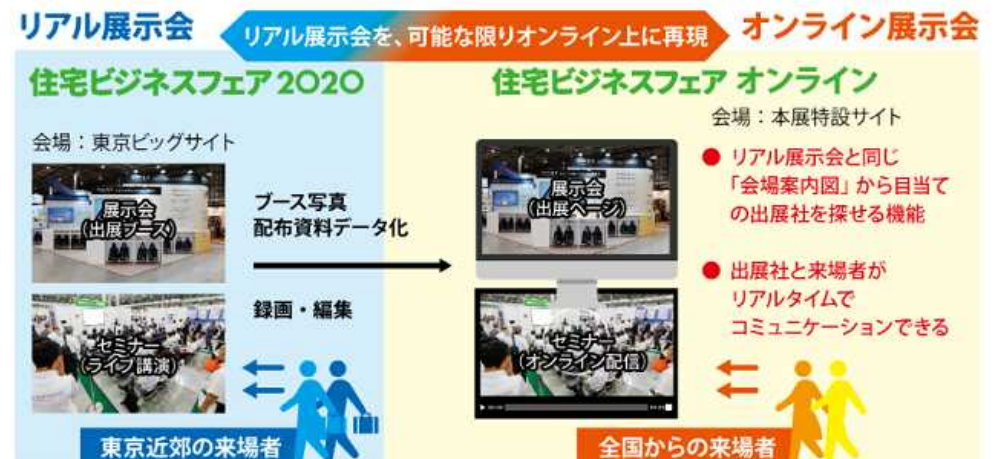 リアル展示会
リアル展示会を、可能な限りオンライン上に再現
オンライン展示会
住宅ビジネスフェア2020
会場：東京ビッグサイト
展示会
（出展ブース）
セミナー
（ライブ講演）
ブース写真
配布資料データ化
録画・編集
東京近郊の来場者
住宅ビジネスフェア オンライン
会場：本展特設サイト
展示会
（出展ページ）
セミナー
（オンライン配信）
● リアル展示会と同じ
「会場案内図」から目当て
の出展社を探せる機能
● 出展社と来場者が
リアルタイムで
コミュニケーションできる
全国からの来場者